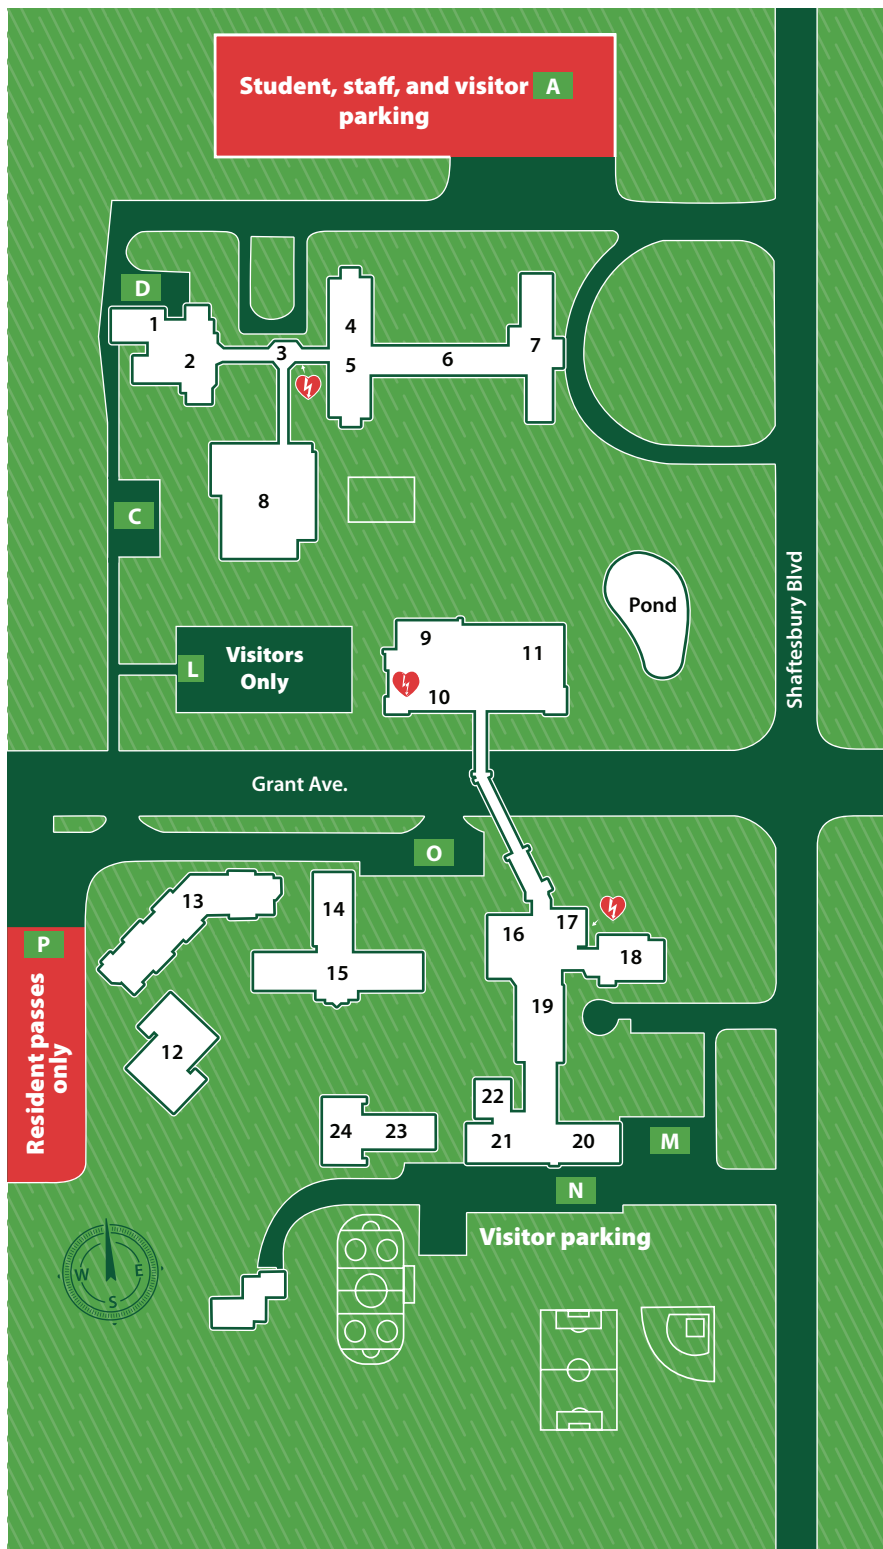 Student, staff, and visitor A
parking
D
1
2
3
4
5
6
7
8
C
Pond
Shaftesbury Blvd
9
11
10
L
Visitors
Only
Grant Ave.
O
13
14
15
16
17
18
19
P
Resident passes
only
12
22
21
20
24
23
M
N
Visitor parking
W
E
S